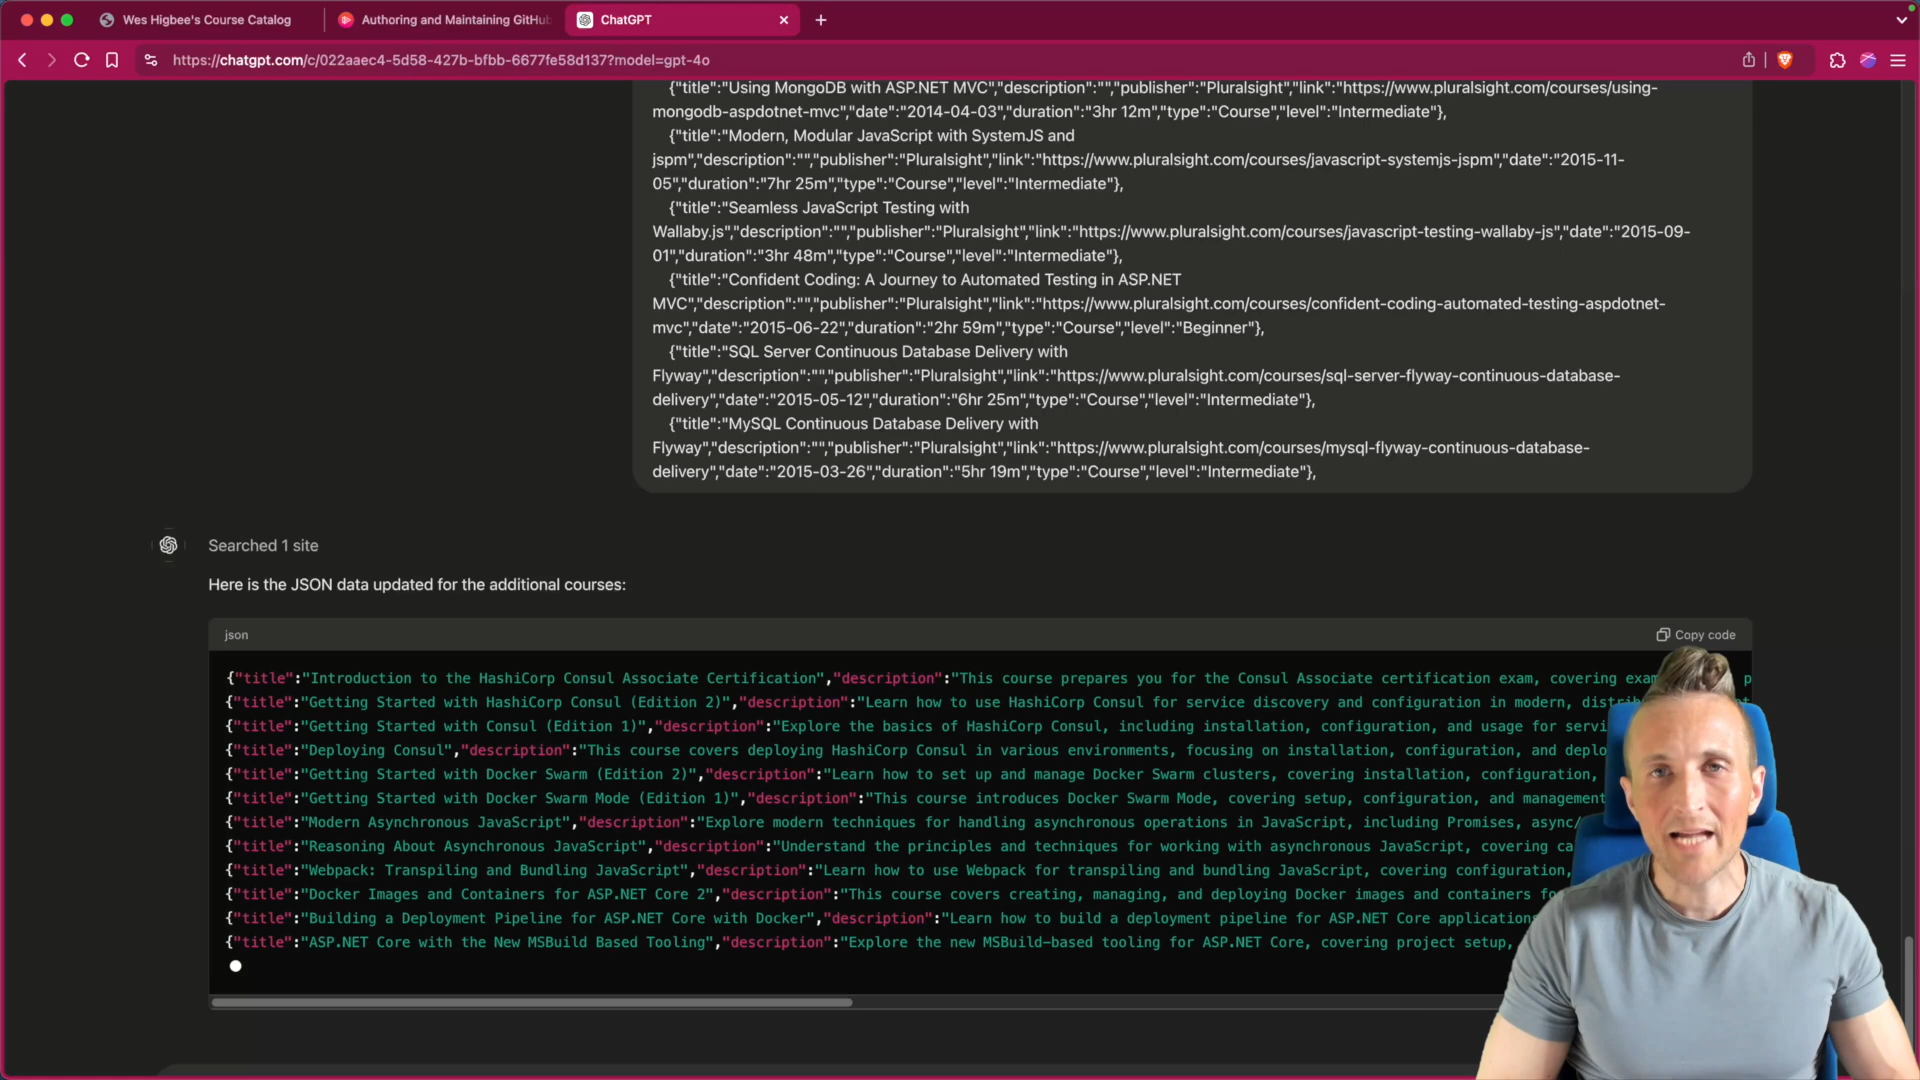 Wes Higbee's Course Catalog
Authoring and Maintaining GitHub
ChatGPT
https://chatgpt.com/c/022aaec4-5d58-427b-bfbb-6677fe58d137?model=gpt-4o
{"title":"Using MongoDB with ASP.NET MVC","description":"","publisher":"Pluralsight","link":"https://www.pluralsight.com/courses/using-
mongodb-aspdotnet-mvc","date":"2014-04-03","duration":"3hr 12m","type":"Course","level":"Intermediate"},
{"title":"Modern, Modular JavaScript with SystemJS and
jspm","description":"","publisher":"Pluralsight","link":"https://www.pluralsight.com/courses/javascript-systemjs-jspm","date":"2015-11-
05","duration":"7hr 25m","type":"Course","level":"Intermediate"},
{"title":"Seamless JavaScript Testing with
Wallaby.js","description":"","publisher":"Pluralsight","link":"https://www.pluralsight.com/courses/javascript-testing-wallaby-js","date":"2015-09-
01","duration":"3hr 48m","type":"Course","level":"Intermediate"},
{"title":"Confident Coding: A Journey to Automated Testing in ASP.NET
MVC","description":"","publisher":"Pluralsight","link":"https://www.pluralsight.com/courses/confident-coding-automated-testing-aspdotnet-
mvc","date":"2015-06-22","duration":"2hr 59m","type":"Course","level":"Beginner"},
{"title":"SQL Server Continuous Database Delivery with
Flyway","description":"","publisher":"Pluralsight","link":"https://www.pluralsight.com/courses/sql-server-flyway-continuous-database-
delivery","date":"2015-05-12","duration":"6hr 25m","type":"Course","level":"Intermediate"},
{"title":"MySQL Continuous Database Delivery with
Flyway","description":"","publisher":"Pluralsight","link":"https://www.pluralsight.com/courses/mysql-flyway-continuous-database-
delivery","date":"2015-03-26","duration":"5hr 19m","type":"Course","level":"Intermediate"},
Searched 1 site
Here is the JSON data updated for the additional courses:
json
Copy code
{"title":"Introduction to the HashiCorp Consul Associate Certification","description":"This course prepares you for the Consul Associate certification exam, covering exam
{"title":"Getting Started with HashiCorp Consul (Edition 2)","description":"Learn how to use HashiCorp Consul for service discovery and configuration in modern,
{"title":"Getting Started with Consul (Edition 1)","description":"Explore the basics of HashiCorp Consul, including installation, configuration, and usage for
{"title":"Deploying Consul","description":"This course covers deploying HashiCorp Consul in various environments, focusing on installation, configuration, and
{"title":"Getting Started with Docker Swarm (Edition 2)","description":"Learn how to set up and manage Docker Swarm clusters, covering installation, configuration,
{"title":"Getting Started with Docker Swarm Mode (Edition 1)","description":"This course introduces Docker Swarm Mode, covering setup, configuration, and management
{"title":"Modern Asynchronous JavaScript","description":"Explore modern techniques for handling asynchronous operations in JavaScript, including Promises,
{"title":"Reasoning About Asynchronous JavaScript","description":"Understand the principles and techniques for working with asynchronous JavaScript, covering
{"title":"Webpack: Transpiling and Bundling JavaScript","description":"Learn how to use Webpack for transpiling and bundling JavaScript, covering configuration,
{"title":"Docker Images and Containers for ASP.NET Core 2","description":"This course covers creating, managing, and deploying Docker images and containers
{"title":"Building a Deployment Pipeline for ASP.NET Core with Docker","description":"Learn how to build a deployment pipeline for ASP.NET Core applications
{"title":"ASP.NET Core with the New MSBuild Based Tooling","description":"Explore the new MSBuild-based tooling for ASP.NET Core, covering project setup,